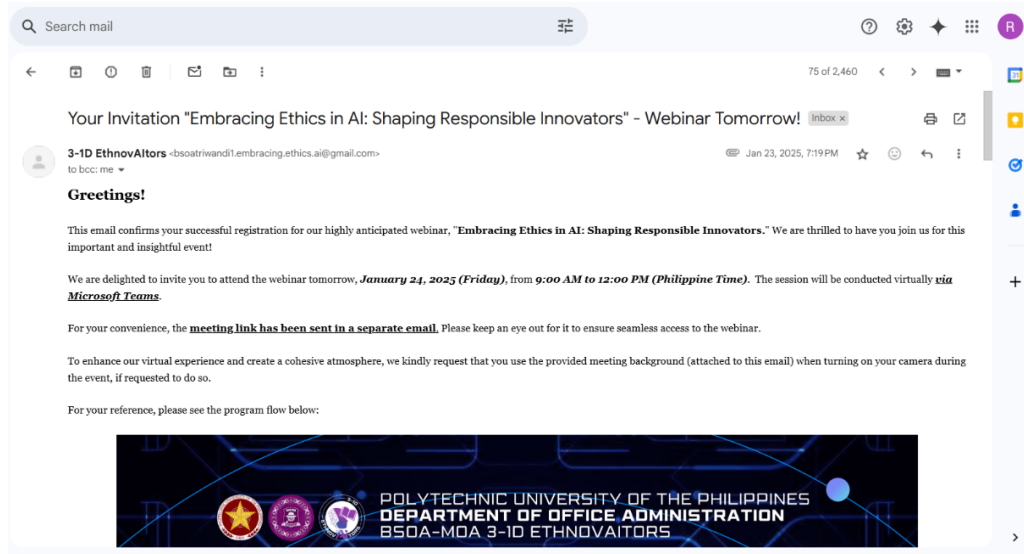 Search mail
R
75 of 2,460
Your Invitation "Embracing Ethics in AI: Shaping Responsible Innovators" - Webinar Tomorrow! Inbox x
3-1D EthnovAItors <bsoatriwandi1.embracing.ethics.ai@gmail.com>
Jan 23, 2025, 7:19 PM
to bcc: me
Greetings!
This email confirms your successful registration for our highly anticipated webinar, "Embracing Ethics in AI: Shaping Responsible Innovators." We are thrilled to have you join us for this
important and insightful event!
We are delighted to invite you to attend the webinar tomorrow, January 24, 2025 (Friday), from 9:00 AM to 12:00 PM (Philippine Time). The session will be conducted virtually via
Microsoft Teams.
For your convenience, the meeting link has been sent in a separate email. Please keep an eye out for it to ensure seamless access to the webinar.
To enhance our virtual experience and create a cohesive atmosphere, we kindly request that you use the provided meeting background (attached to this email) when turning on your camera during
the event, if requested to do so.
For your reference, please see the program flow below:
POLYTECHNIC UNIVERSITY OF THE PHILIPPINES
DEPARTMENT OF OFFICE ADMINISTRATION
BSOA-MOA 3-1D ETHNOVAITORS